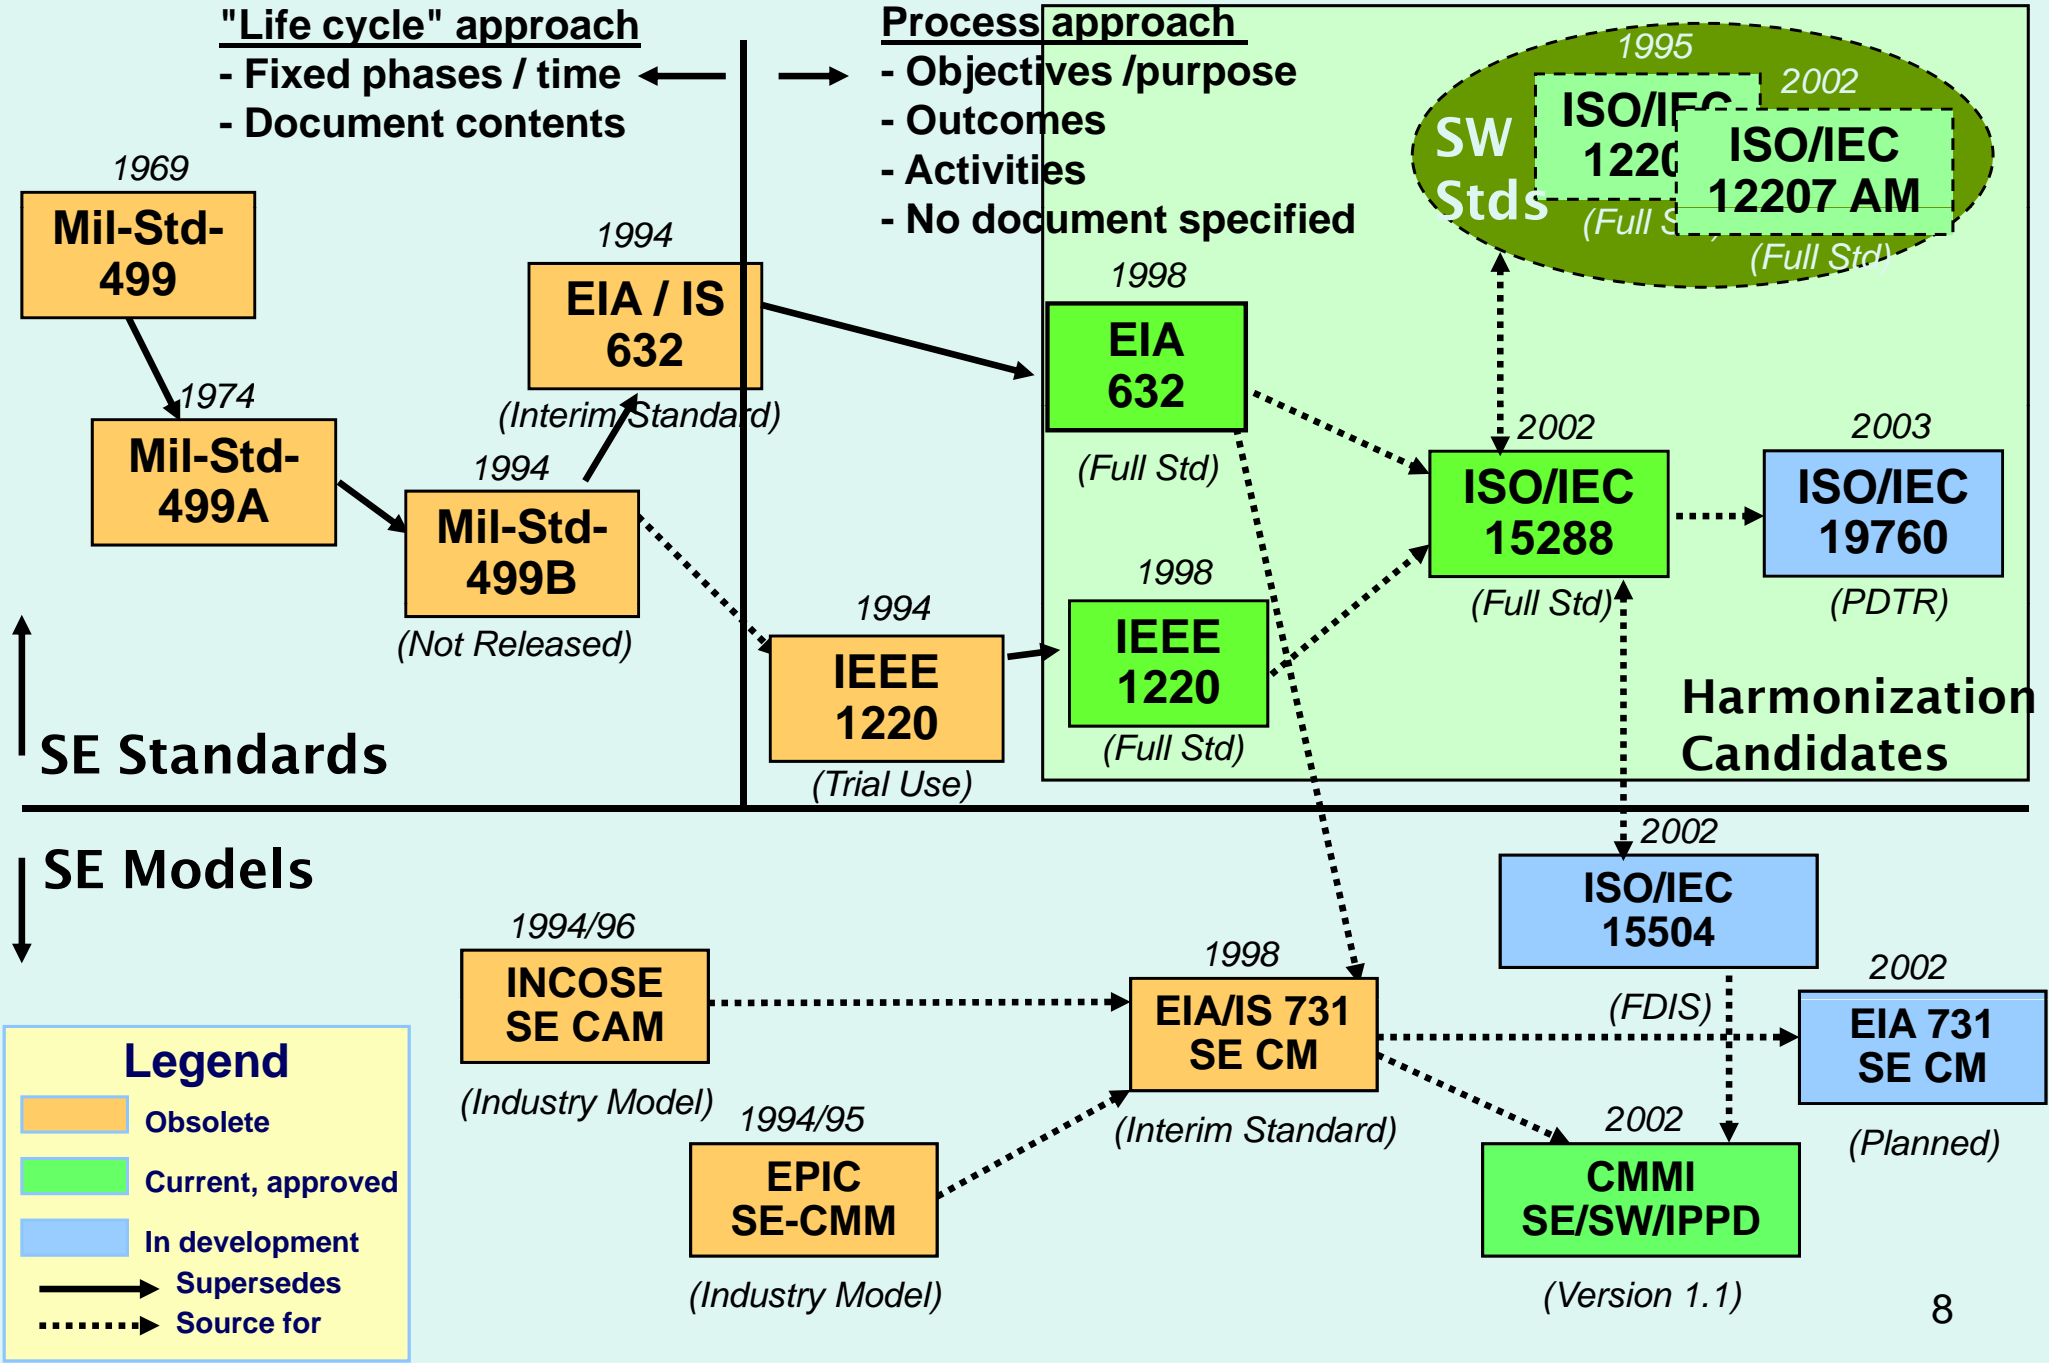 "Life cycle" approach
- Fixed phases / time
- Document contents
Process approach
- Objectives /purpose
- Outcomes
- Activities
- No document specified
1995
ISO/IEC
1220
(Full S
2002
ISO/IEC
12207 AM
(Full Std)
SW
Stds
1969
Mil-Std-
499
1974
Mil-Std-
499A
1994
Mil-Std-
499B
(Not Released)
1994
EIA / IS
632
(Interim Standard)
1994
IEEE
1220
(Trial Use)
1998
EIA
632
(Full Std)
1998
IEEE
1220
(Full Std)
2002
ISO/IEC
15288
(Full Std)
2003
ISO/IEC
19760
(PDTR)
Harmonization
Candidates
SE Standards
SE Models
1994/96
INCOSE
SE CAM
(Industry Model)
1994/95
EPIC
SE-CMM
(Industry Model)
1998
EIA/IS 731
SE CM
(Interim Standard)
2002
ISO/IEC
15504
(FDIS)
2002
EIA 731
SE CM
(Planned)
2002
CMMI
SE/SW/IPPD
(Version 1.1)
Legend
Obsolete
Current, approved
In development
Supersedes
Source for
8